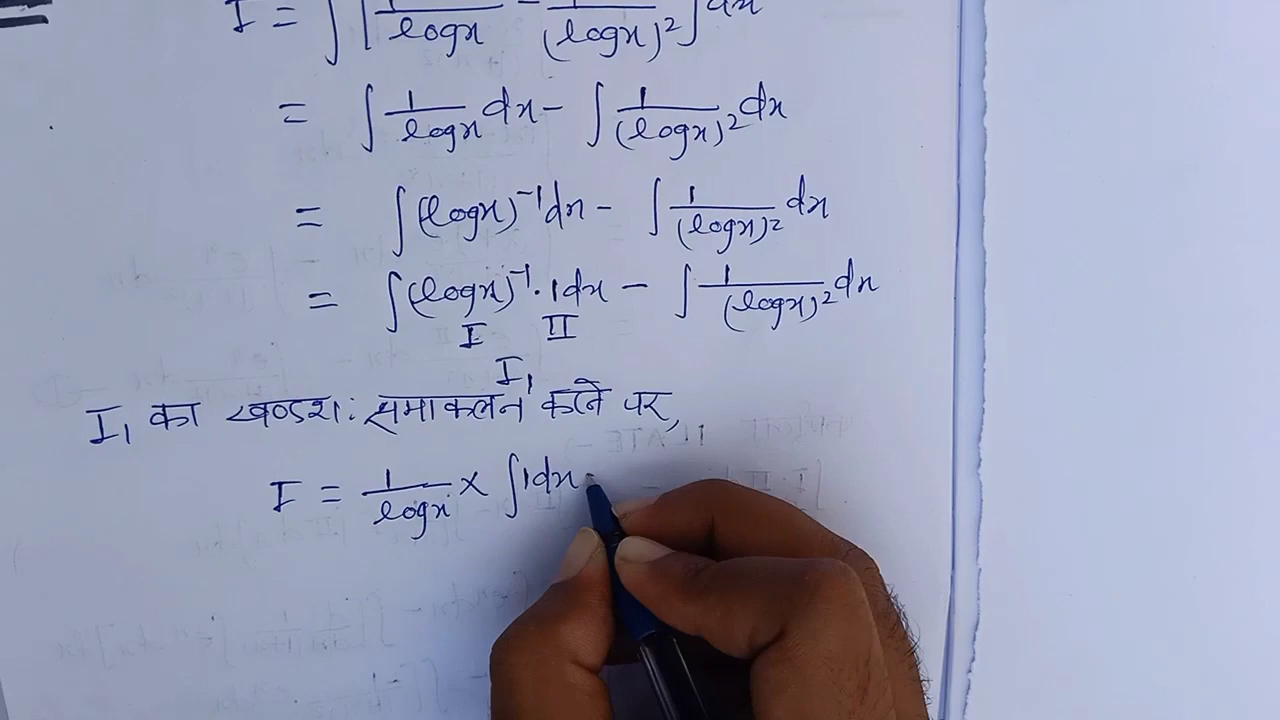 I = ∫[1/logx - 1/(logx)²]dx
= ∫ 1/logx dx - ∫ 1/(logx)² dx
= ∫(logx)⁻¹dx - ∫ 1/(logx)² dx
= ∫(logx)⁻¹ · 1dx - ∫ 1/(logx)² dx
I II
I₁
I₁ का खण्डश: समाकलन करने पर,
I = 1/logx × ∫1dx